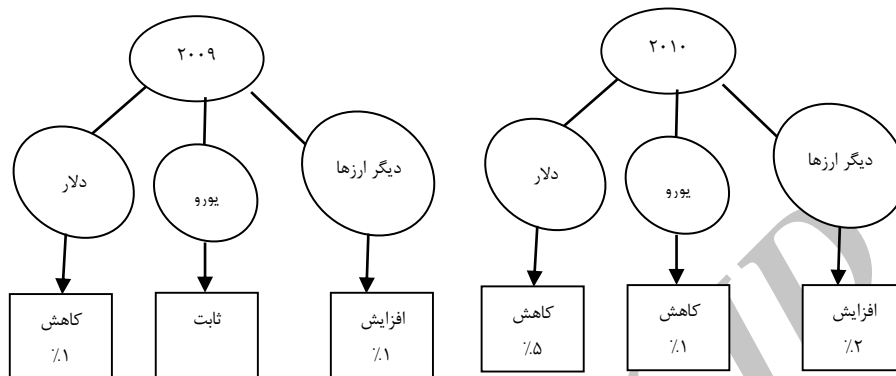 ۲۰۰۹
دلار
یورو
دیگر ارزها
کاهش
٪۱
ثابت
افزایش
٪۱
۲۰۱۰
دلار
یورو
دیگر ارزها
کاهش
٪۵
کاهش
٪۱
افزایش
٪۲